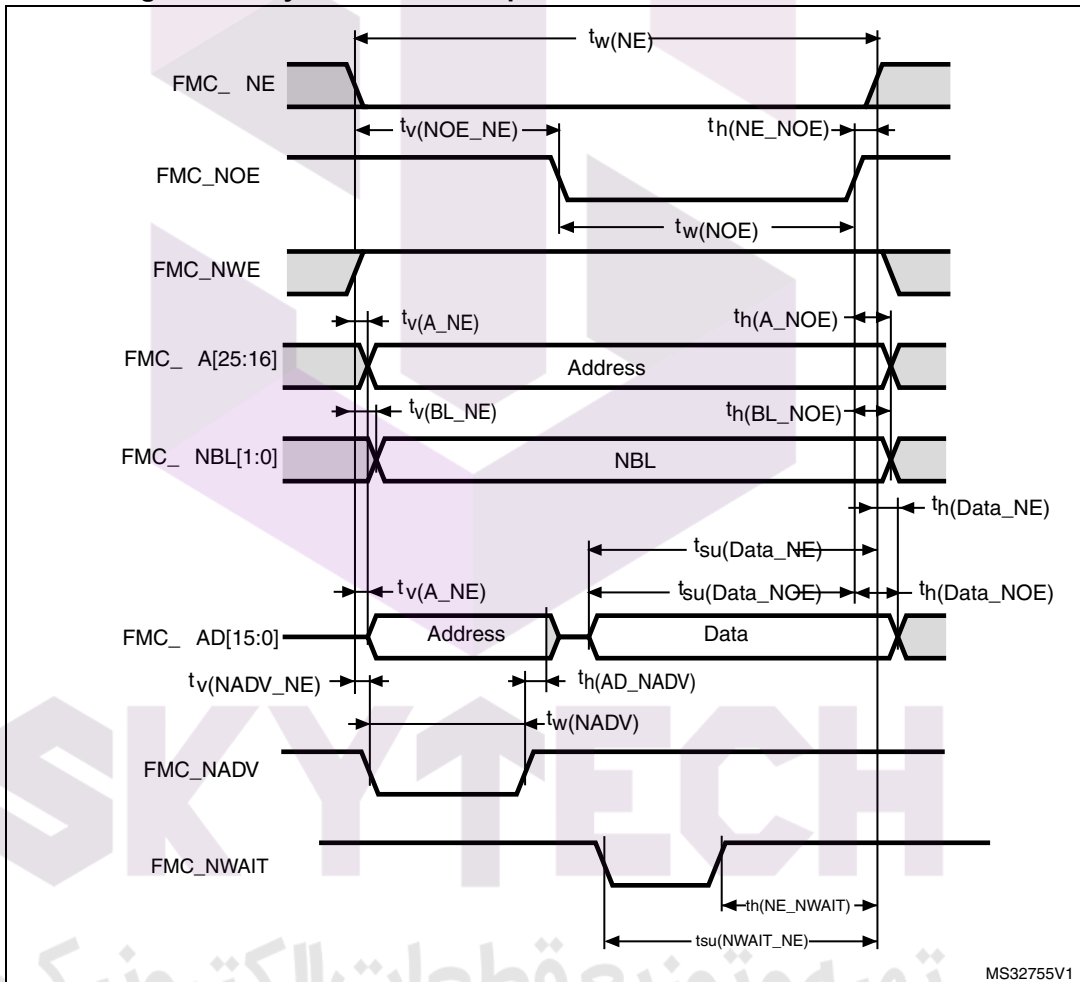 tw(NE)
FMC_ NE
tv(NOE_NE)
th(NE_NOE)
FMC_NOE
tw(NOE)
FMC_NWE
tv(A_NE)
th(A_NOE)
FMC_ A[25:16]
Address
tv(BL_NE)
th(BL_NOE)
FMC_ NBL[1:0]
NBL
th(Data_NE)
tsu(Data_NE)
tv(A_NE)
tsu(Data_NOE)
th(Data_NOE)
FMC_ AD[15:0]
Address
Data
tv(NADV_NE)
th(AD_NADV)
tw(NADV)
SKYTECH
FMC_NADV
FMC_NWAIT
th(NE_NWAIT)
tsu(NWAIT_NE)
MS32755V1